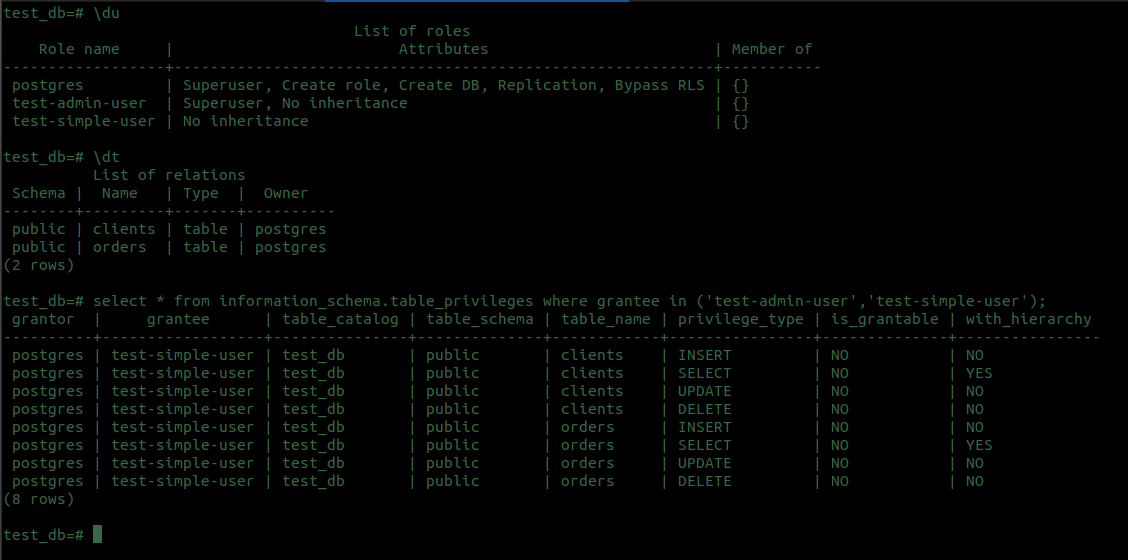 test_db=# \du
                                       List of roles
    Role name     |                         Attributes                         | Member of
------------------+------------------------------------------------------------+-----------
 postgres         | Superuser, Create role, Create DB, Replication, Bypass RLS | {}
 test-admin-user  | Superuser, No inheritance                                  | {}
 test-simple-user | No inheritance                                             | {}

test_db=# \dt
          List of relations
 Schema |  Name   | Type  |  Owner
--------+---------+-------+----------
 public | clients | table | postgres
 public | orders  | table | postgres
(2 rows)

test_db=# select * from information_schema.table_privileges where grantee in ('test-admin-user','test-simple-user');
 grantor  |     grantee      | table_catalog | table_schema | table_name | privilege_type | is_grantable | with_hierarchy
----------+------------------+---------------+--------------+------------+----------------+--------------+----------------
 postgres | test-simple-user | test_db       | public       | clients    | INSERT         | NO           | NO
 postgres | test-simple-user | test_db       | public       | clients    | SELECT         | NO           | YES
 postgres | test-simple-user | test_db       | public       | clients    | UPDATE         | NO           | NO
 postgres | test-simple-user | test_db       | public       | clients    | DELETE         | NO           | NO
 postgres | test-simple-user | test_db       | public       | orders     | INSERT         | NO           | NO
 postgres | test-simple-user | test_db       | public       | orders     | SELECT         | NO           | YES
 postgres | test-simple-user | test_db       | public       | orders     | UPDATE         | NO           | NO
 postgres | test-simple-user | test_db       | public       | orders     | DELETE         | NO           | NO
(8 rows)

test_db=#